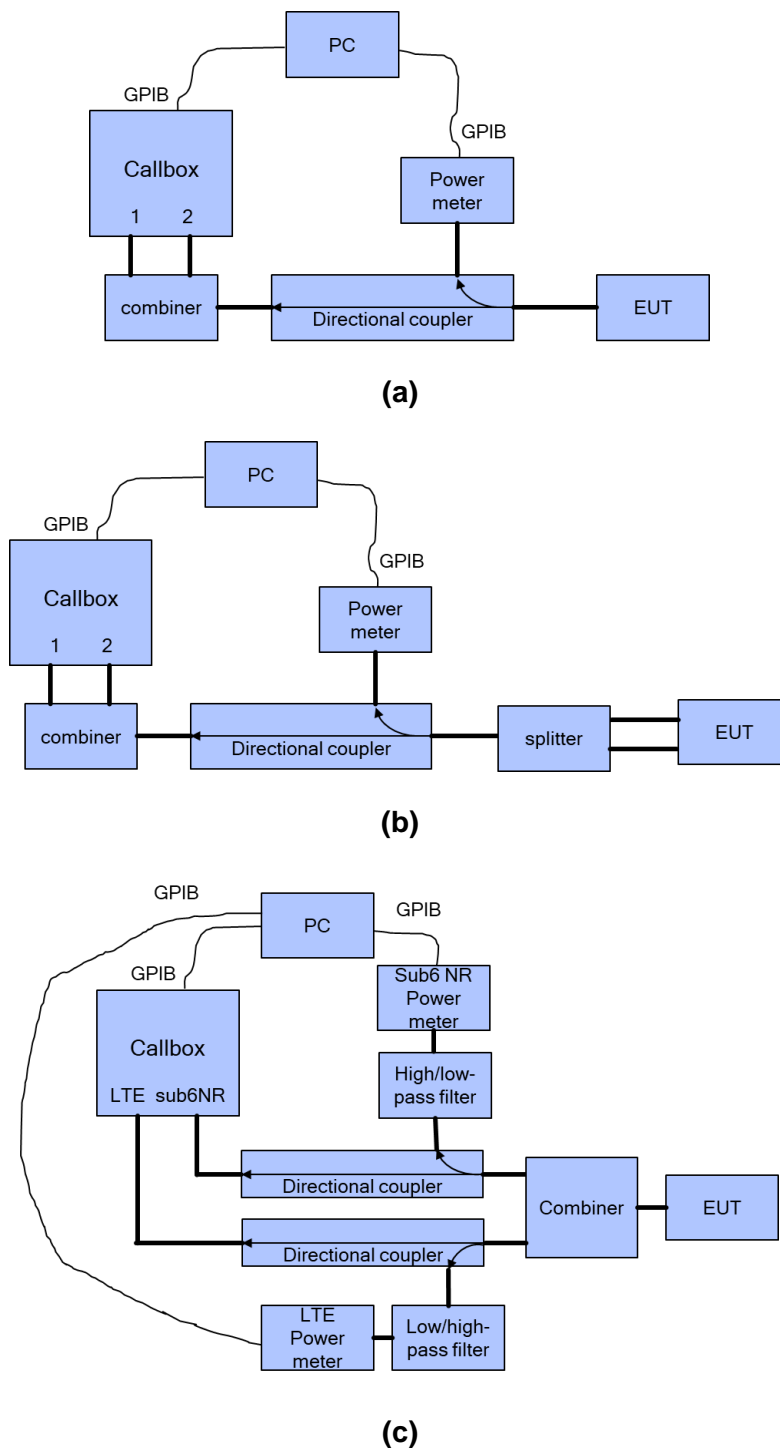 PC
GPIB
GPIB
Callbox
1 2
Power
meter
combiner
Directional coupler
EUT
(a)
PC
GPIB
GPIB
Callbox
1 2
Power
meter
combiner
Directional coupler
splitter
EUT
(b)
GPIB
PC
GPIB
GPIB
Sub6 NR
Power
meter
Callbox
LTE sub6NR
High/low-
pass filter
Directional coupler
Combiner
EUT
Directional coupler
LTE
Power
meter
Low/high-
pass filter
(c)